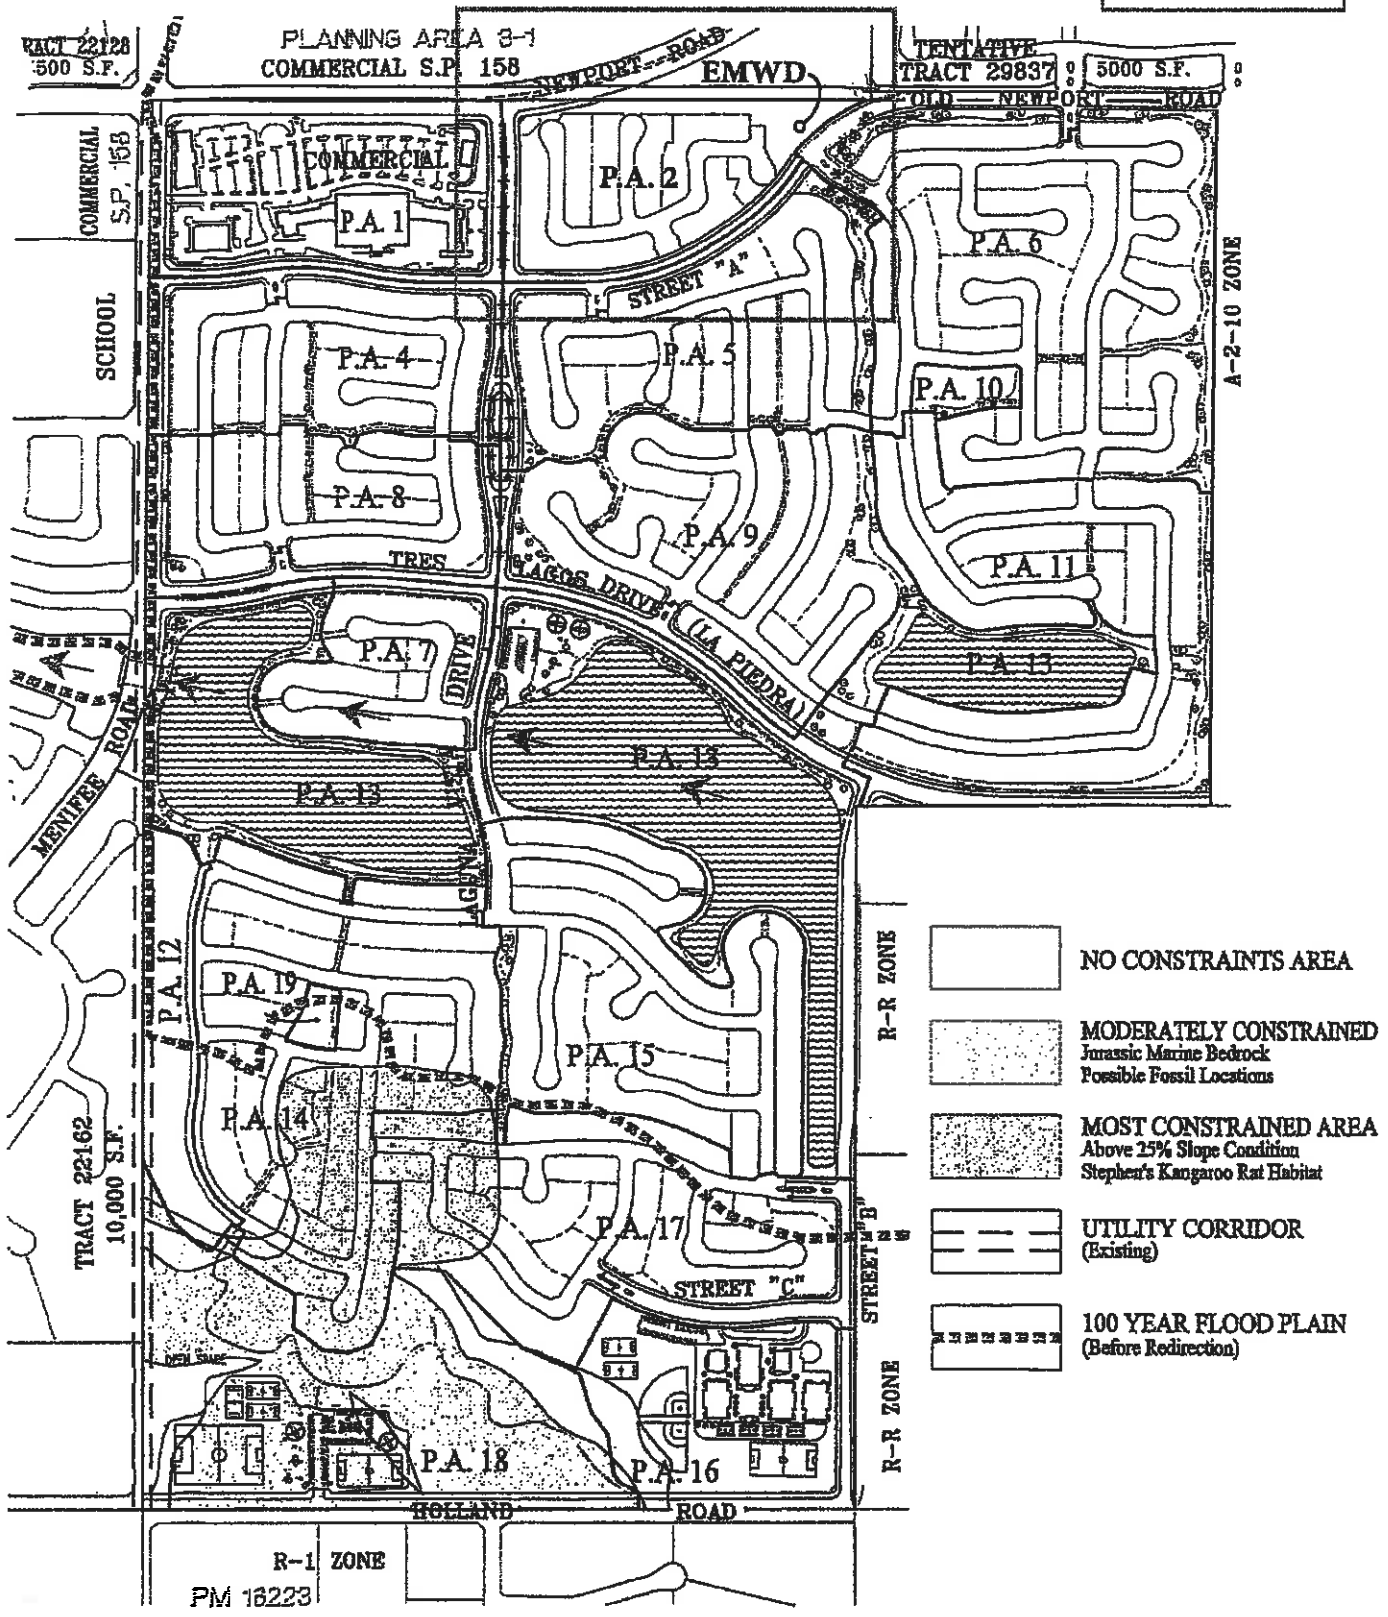 RACT 22128
500 S.F.
PLANNING AREA 3-1
COMMERCIAL S.P. 158
NEWPORT ROAD
EMWD
TENTATIVE
TRACT 29837
5000 S.F.
OLD NEWPORT ROAD
COMMERCIAL
S.P. 158
COMMERCIAL
P.A. 1
P.A. 2
STREET "A"
P.A. 6
A-2-10 ZONE
SCHOOL
P.A. 4
P.A. 5
P.A. 10
P.A. 8
P.A. 9
P.A. 11
TRES LAGOS DRIVE (LA PIEDRA)
P.A. 7
P.A. 13
P.A. 13
P.A. 13
LAGUNA DRIVE
MENIFEE ROAD
P.A. 12
P.A. 19
P.A. 15
R-R ZONE
P.A. 14
TRACT 22162
10,000 S.F.
P.A. 17
STREET "C"
STREET "B"
OPEN SPACE
P.A. 18
P.A. 16
R-R ZONE
HOLLAND ROAD
R-1 ZONE
PM 16223
NO CONSTRAINTS AREA
MODERATELY CONSTRAINED
Jurassic Marine Bedrock
Possible Fossil Locations
MOST CONSTRAINED AREA
Above 25% Slope Condition
Stephen's Kangaroo Rat Habitat
UTILITY CORRIDOR
(Existing)
100 YEAR FLOOD PLAIN
(Before Redirection)